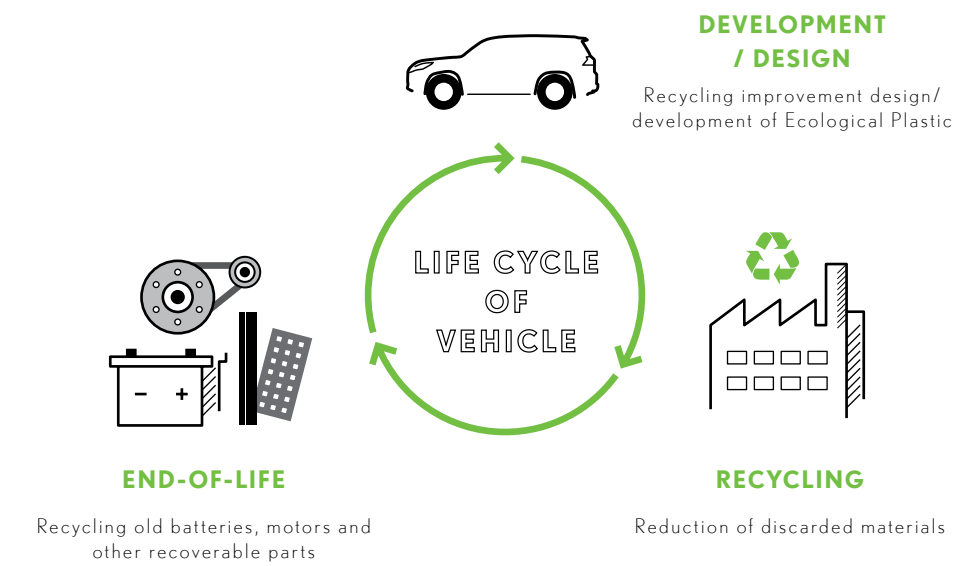 DEVELOPMENT
/ DESIGN
Recycling improvement design/
development of Ecological Plastic
LIFE CYCLE
OF
VEHICLE
END-OF-LIFE
Recycling old batteries, motors and
other recoverable parts
RECYCLING
Reduction of discarded materials